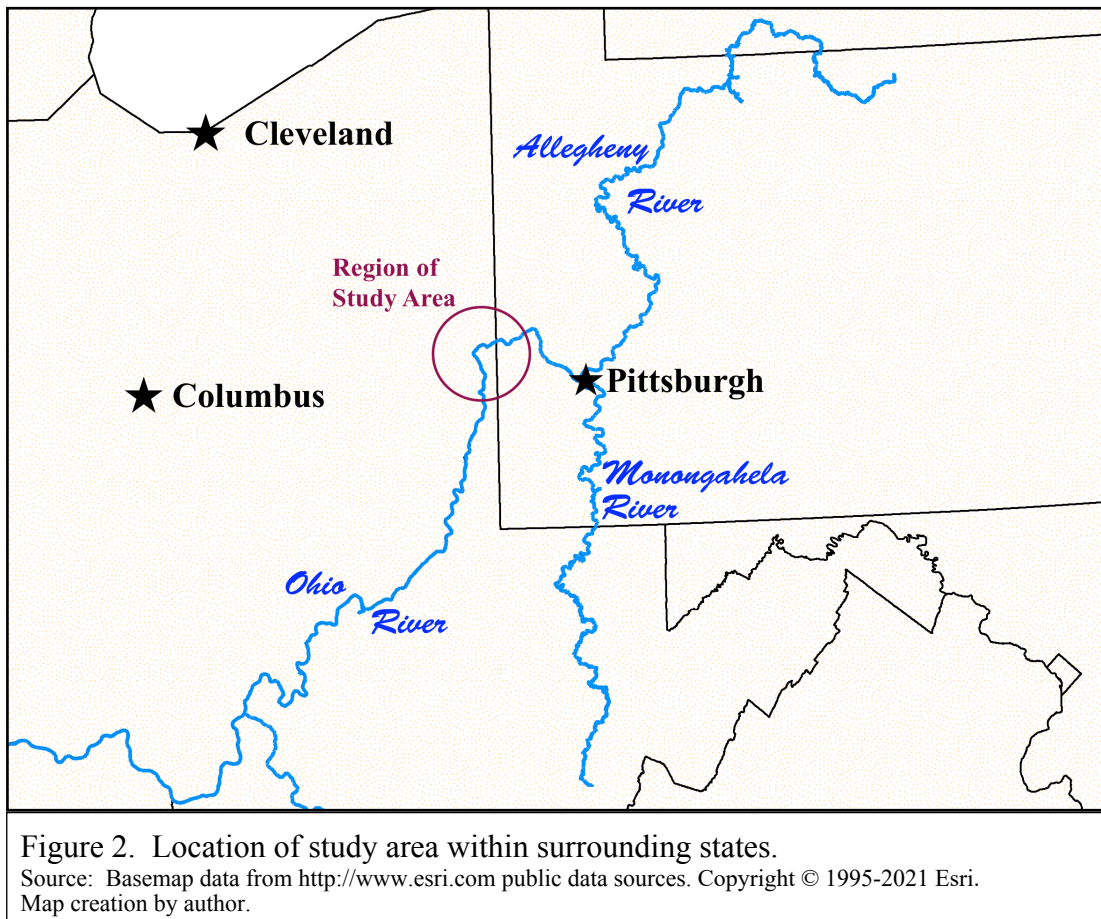 Cleveland
Allegheny
River
Region of
Study Area
Pittsburgh
Columbus
Monongahela
River
Ohio
River
Figure 2.  Location of study area within surrounding states.
Source:  Basemap data from http://www.esri.com public data sources. Copyright © 1995-2021 Esri.
Map creation by author.